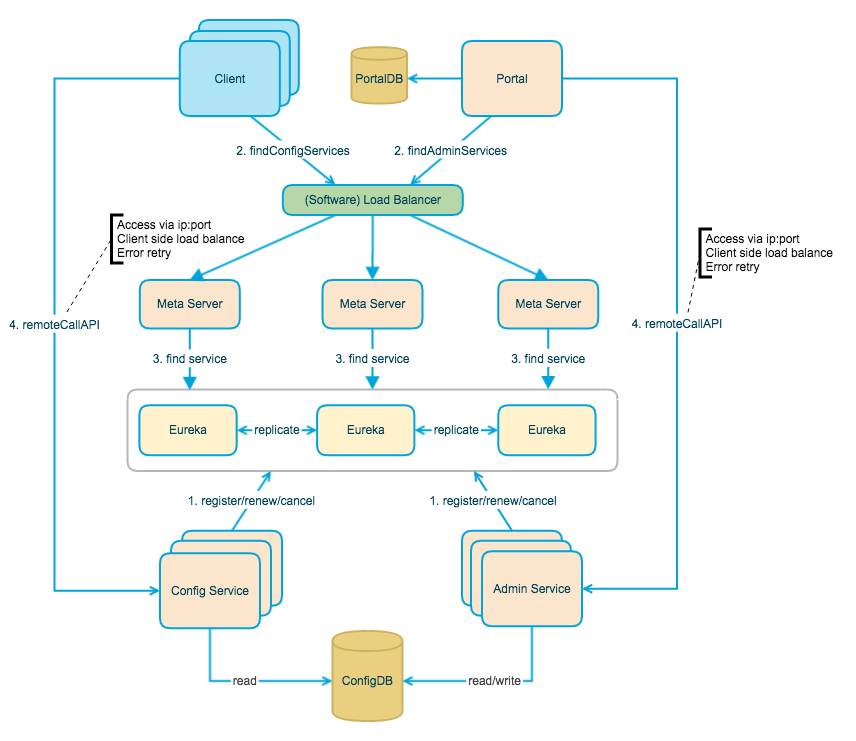 Client
PortalDB
Portal
2. findConfigServices
2. findAdminServices
(Software) Load Balancer
Access via ip:port
Client side load balance
Error retry
Access via ip:port
Client side load balance
Error retry
Meta Server
Meta Server
Meta Server
4. remoteCallAPI
4. remoteCallAPI
3. find service
3. find service
3. find service
Eureka
replicate
Eureka
replicate
Eureka
1. register/renew/cancel
1. register/renew/cancel
Config Service
Admin Service
read
ConfigDB
read/write